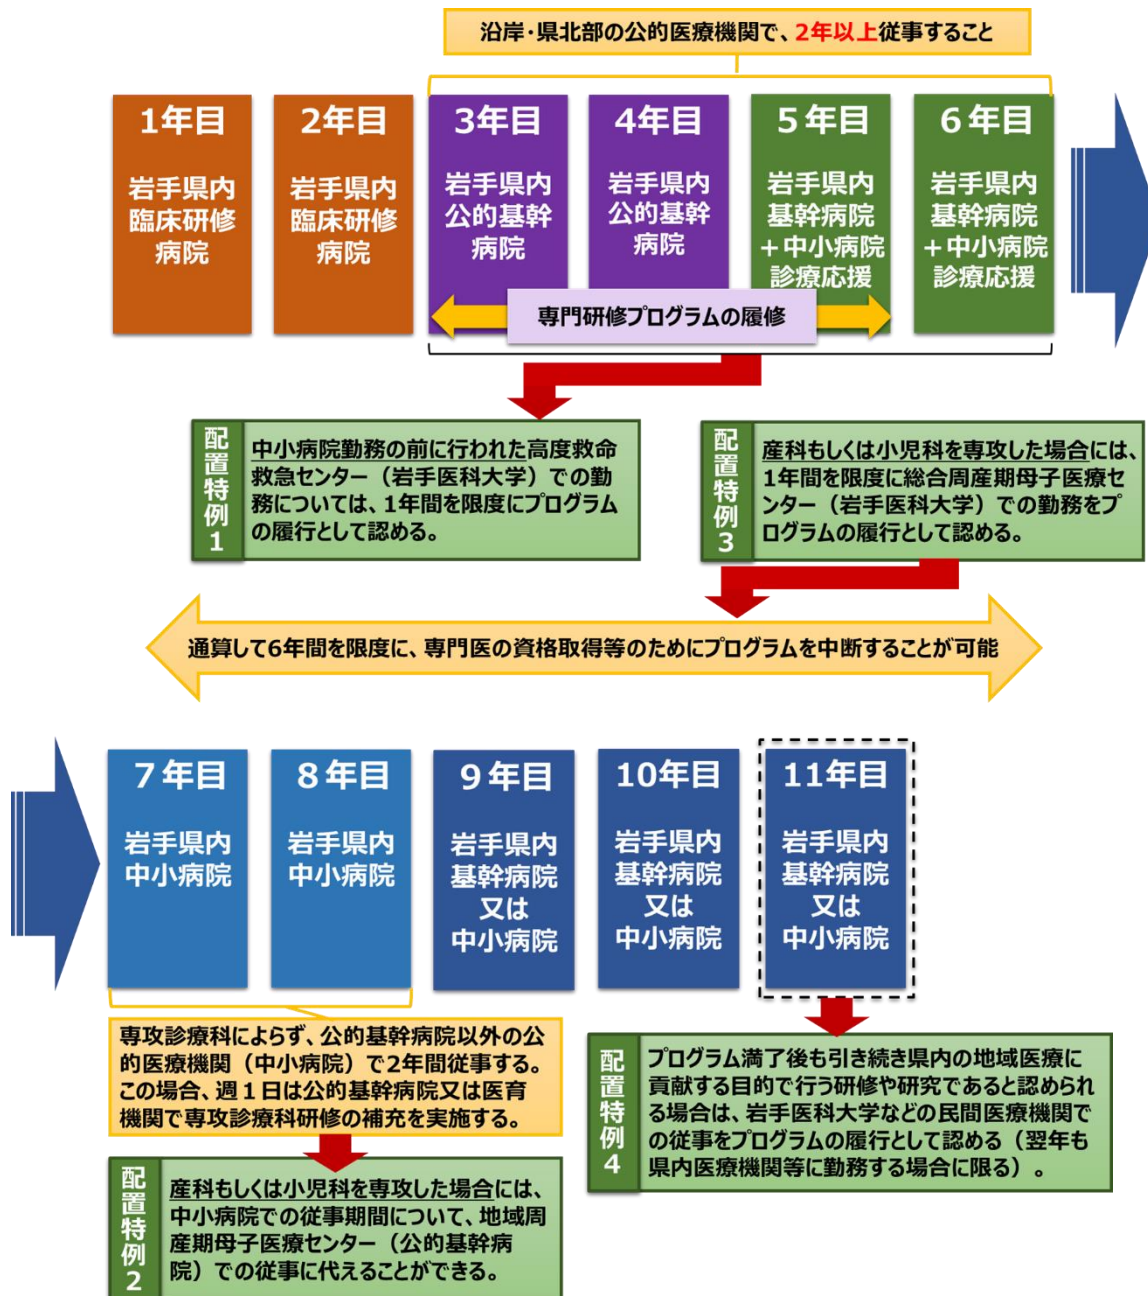 沿岸・県北部の公的医療機関で、2年以上従事すること
1年目
岩手県内
臨床研修
病院
2年目
岩手県内
臨床研修
病院
3年目
岩手県内
公的基幹
病院
4年目
岩手県内
公的基幹
病院
５年目
岩手県内
基幹病院
＋中小病院
診療応援
６年目
岩手県内
基幹病院
＋中小病院
診療応援
専門研修プログラムの履修
配置特例1
中小病院勤務の前に行われた高度救命
救急センター（岩手医科大学）での勤
務については、1年間を限度にプログラム
の履行として認める。
配置特例3
産科もしくは小児科を専攻した場合には、
1年間を限度に総合周産期母子医療セ
ンター（岩手医科大学）での勤務をプ
ログラムの履行として認める。
通算して6年間を限度に、専門医の資格取得等のためにプログラムを中断することが可能
７年目
岩手県内
中小病院
８年目
岩手県内
中小病院
９年目
岩手県内
基幹病院
又は
中小病院
10年目
岩手県内
基幹病院
又は
中小病院
11年目
岩手県内
基幹病院
又は
中小病院
専攻診療科によらず、公的基幹病院以外の公
的医療機関（中小病院）で2年間従事する。
この場合、週１日は公的基幹病院又は医育
機関で専攻診療科研修の補充を実施する。
配置特例2
産科もしくは小児科を専攻した場合には、
中小病院での従事期間について、地域周
産期母子医療センター（公的基幹病
院）での従事に代えることができる。
配置特例4
プログラム満了後も引き続き県内の地域医療に
貢献する目的で行う研修や研究であると認められ
る場合は、岩手医科大学などの民間医療機関で
の従事をプログラムの履行として認める（翌年も
県内医療機関等に勤務する場合に限る）。